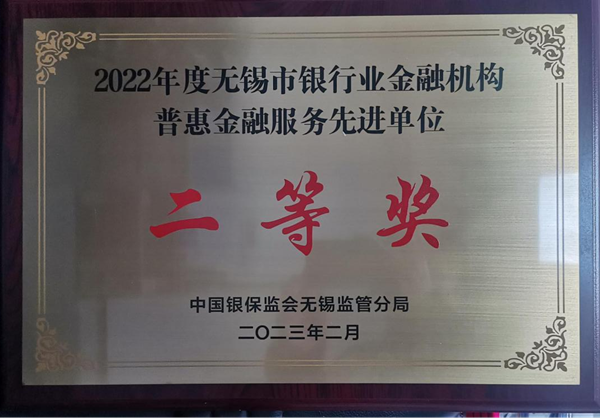 2022年度无锡市银行业金融机构
普惠金融服务先进单位
二等奖
中国银保监会无锡监管分局
二〇二三年二月